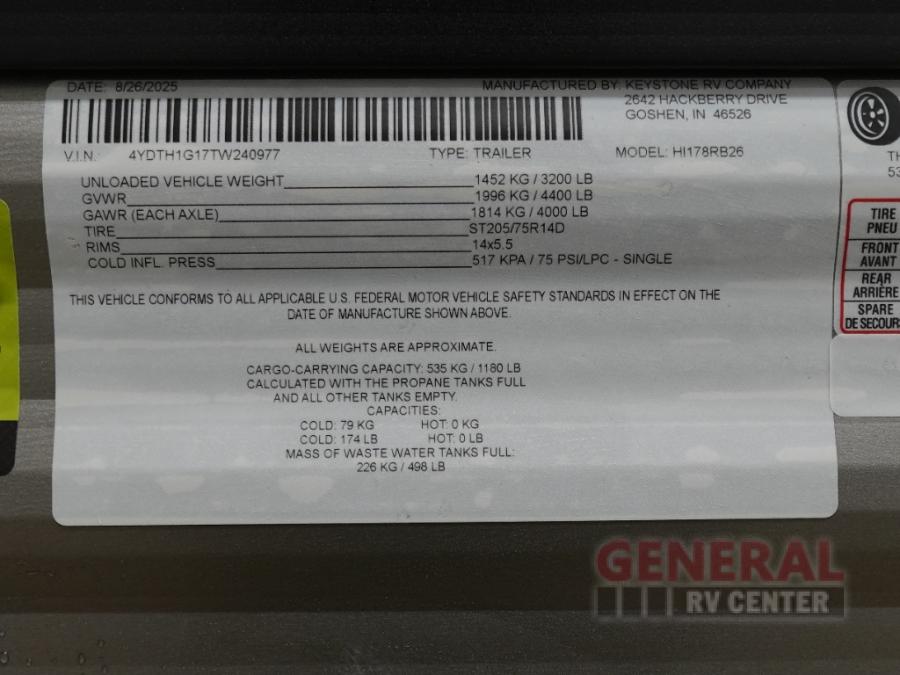 DATE: 8/26/2025 MANUFACTURED BY: KEYSTONE RV COMPANY
2642 HACKBERRY DRIVE
GOSHEN, IN 46526
V.I.N.: 4YDTH1G17TW240977 TYPE: TRAILER MODEL: HI178RB26
UNLOADED VEHICLE WEIGHT 1452 KG / 3200 LB
GVWR 1996 KG / 4400 LB
GAWR (EACH AXLE) 1814 KG / 4000 LB
TIRE ST205/75R14D
RIMS 14x5.5
COLD INFL. PRESS 517 KPA / 75 PSI/LPC - SINGLE
THIS VEHICLE CONFORMS TO ALL APPLICABLE U.S. FEDERAL MOTOR VEHICLE SAFETY STANDARDS IN EFFECT ON THE
DATE OF MANUFACTURE SHOWN ABOVE.
ALL WEIGHTS ARE APPROXIMATE.
CARGO-CARRYING CAPACITY: 535 KG / 1180 LB
CALCULATED WITH THE PROPANE TANKS FULL
AND ALL OTHER TANKS EMPTY.
CAPACITIES:
COLD: 79 KG HOT: 0 KG
COLD: 174 LB HOT: 0 LB
MASS OF WASTE WATER TANKS FULL:
226 KG / 498 LB
TH
53
TIRE
PNEU
FRONT
AVANT
REAR
ARRIÈRE
SPARE
DE SECOURS
GENERAL
RV CENTER